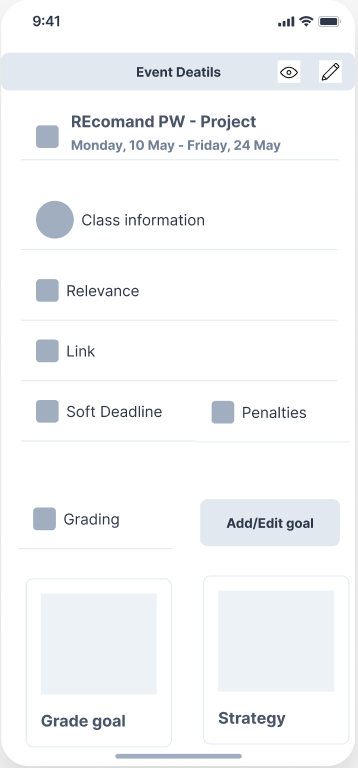 9:41
Event Deatils
REcomand PW - Project
Monday, 10 May - Friday, 24 May
Class information
Relevance
Link
Soft Deadline
Penalties
Grading
Add/Edit goal
Grade goal
Strategy